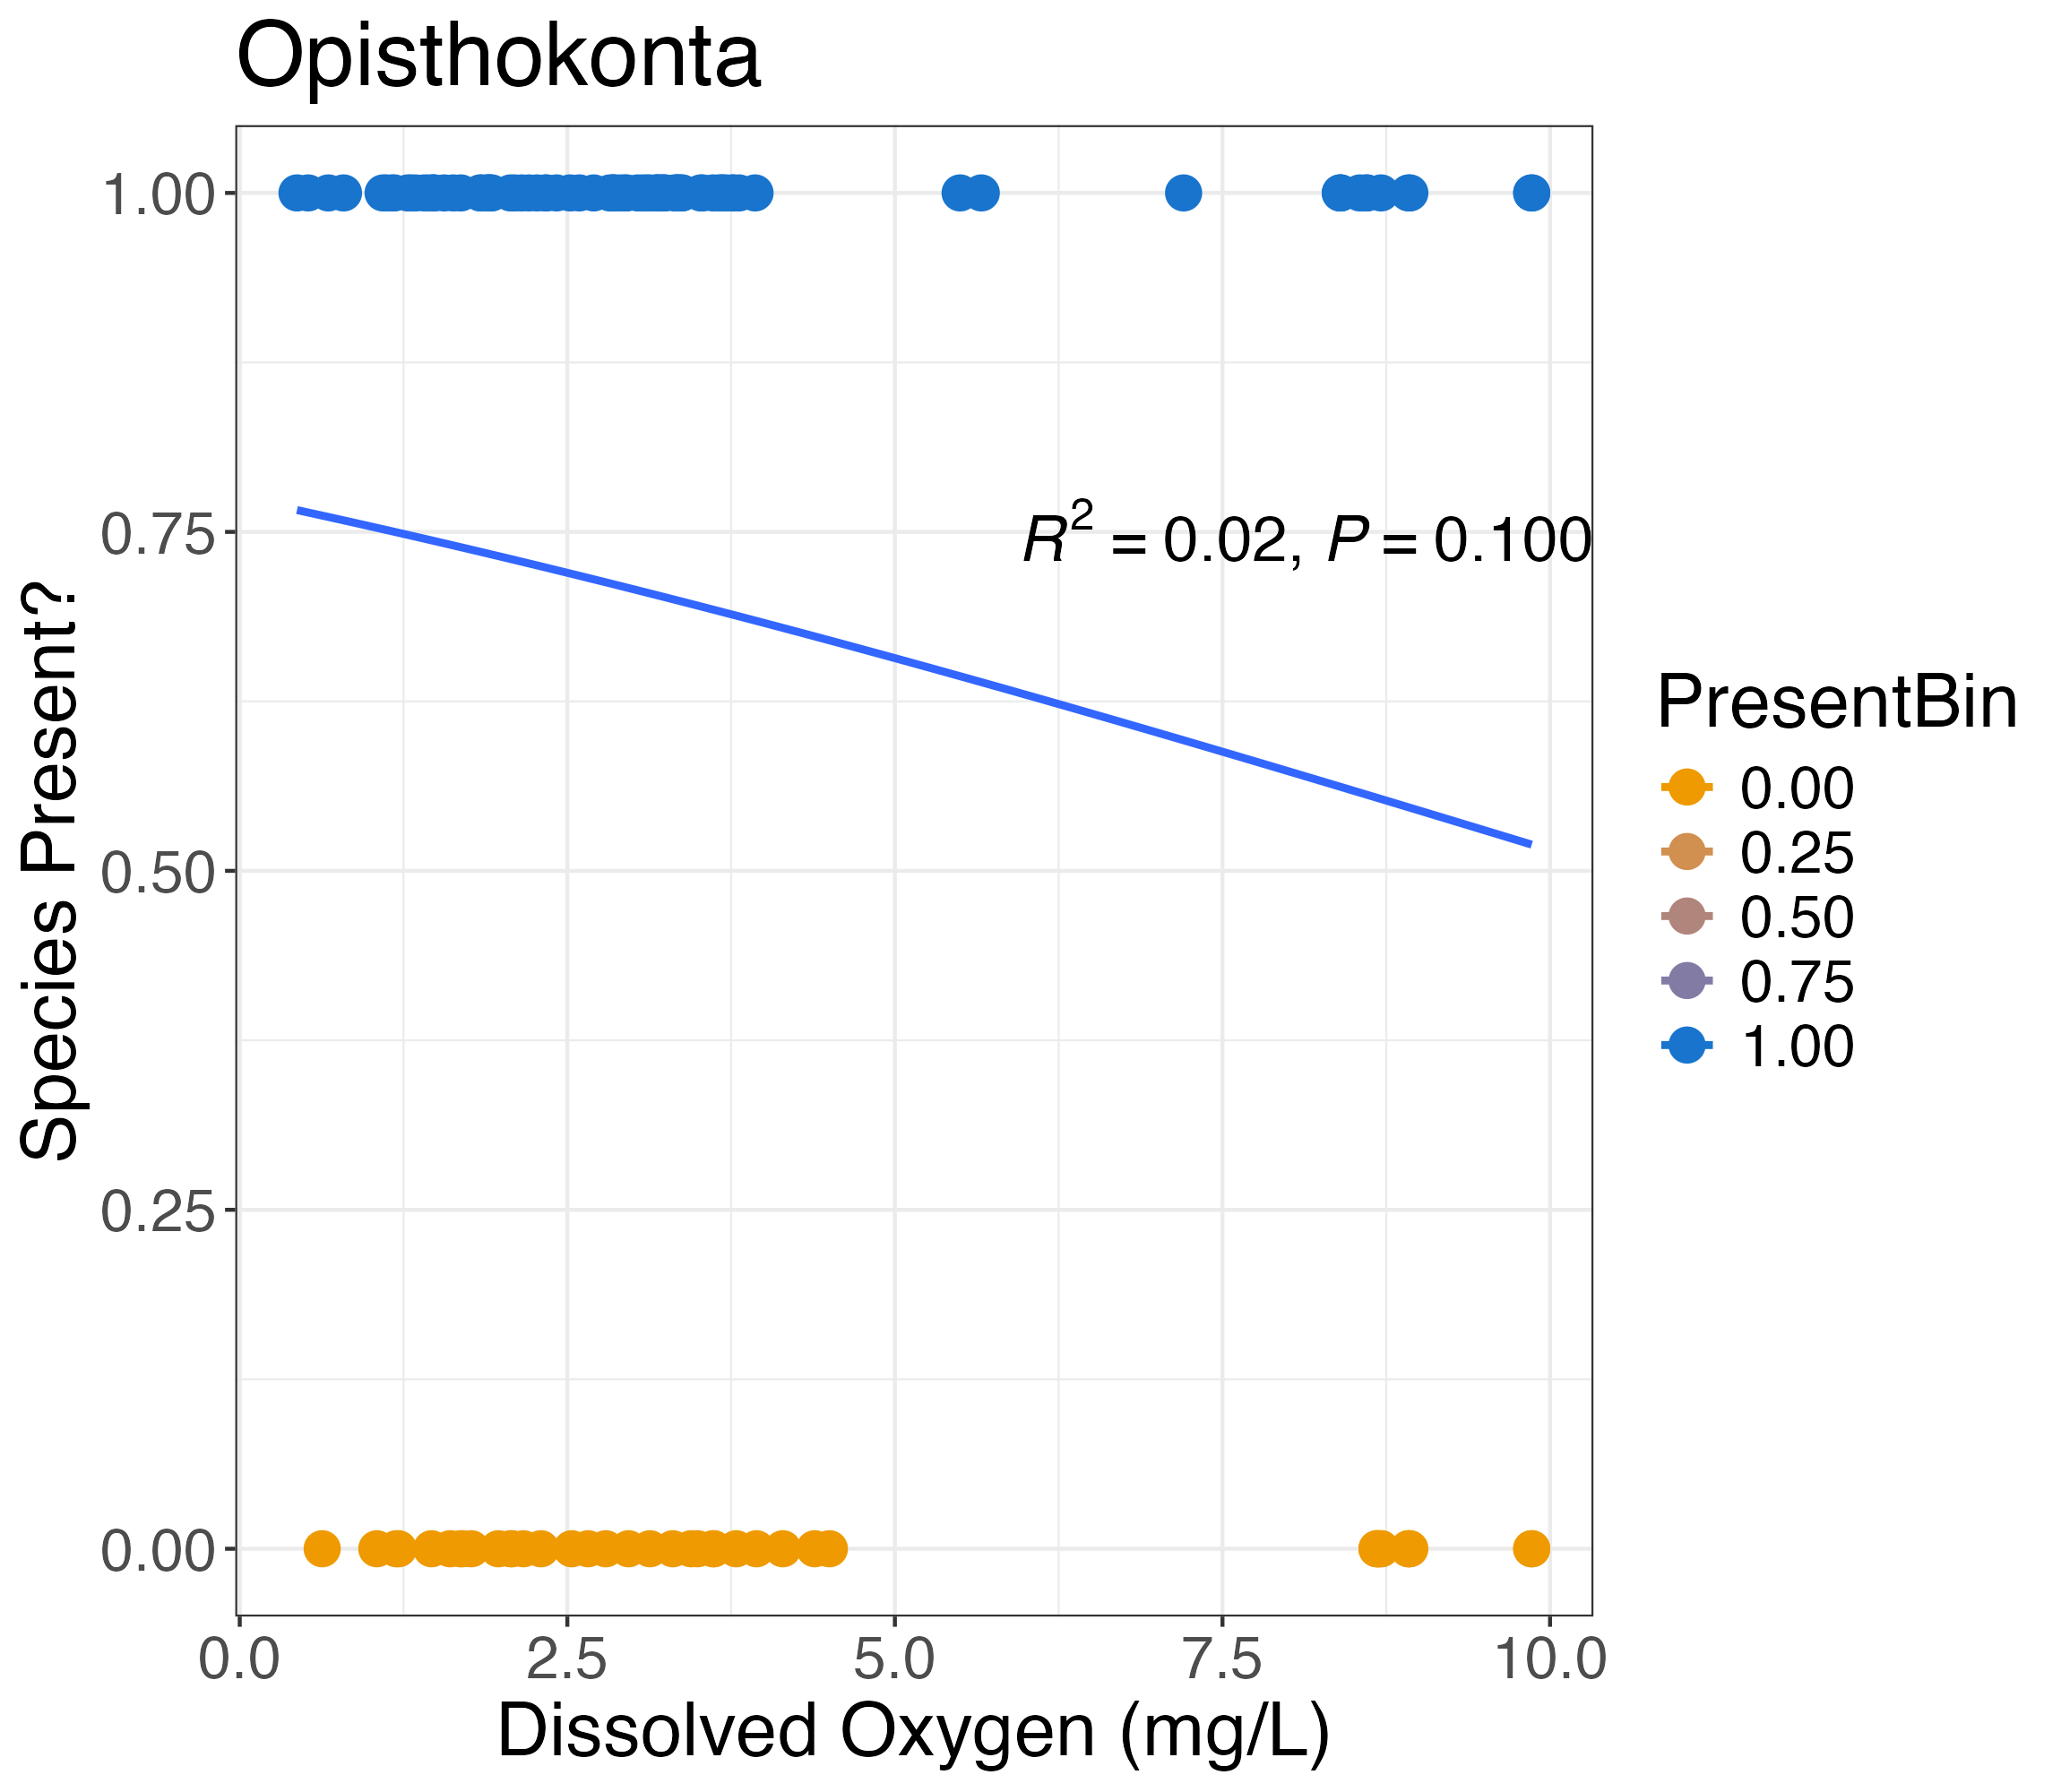 Opisthokonta
1.00
0.75
0.50
0.25
0.00
Species Present?
R² = 0.02, P = 0.100
0.0 2.5 5.0 7.5 10.0
Dissolved Oxygen (mg/L)
PresentBin
0.00
0.25
0.50
0.75
1.00